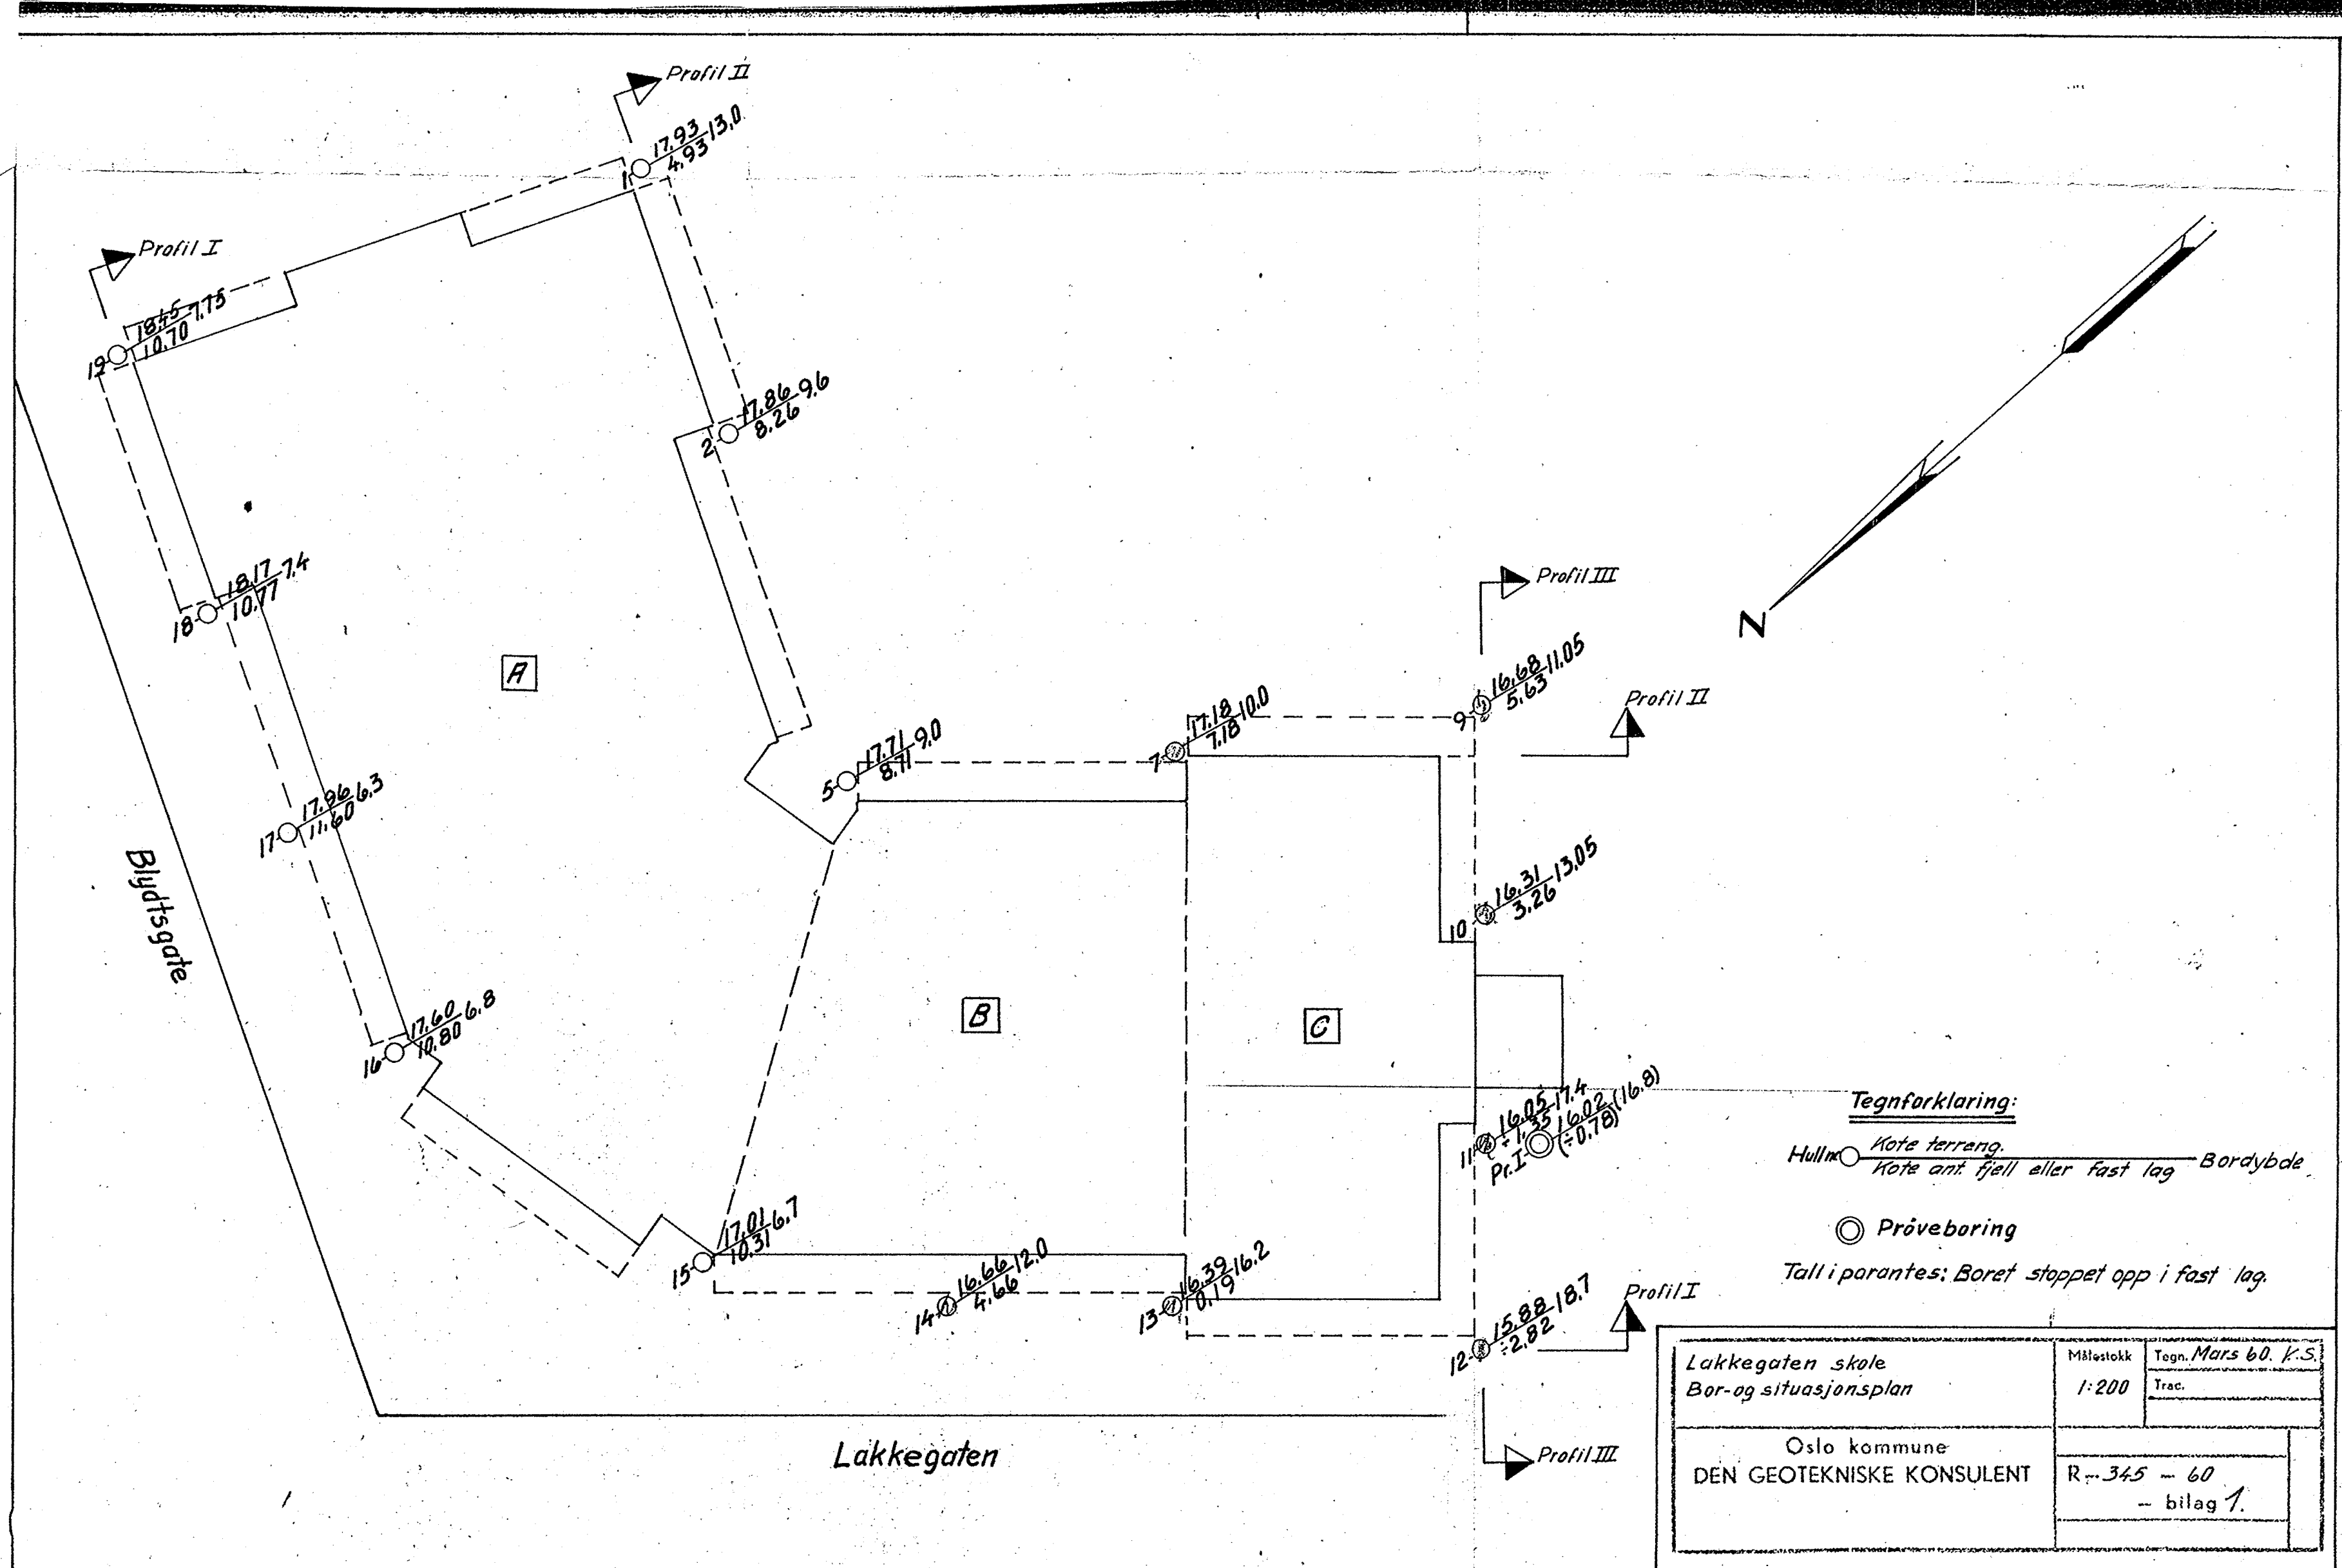 Profil II
17.93 13,0
4.93
1
Profil I
18.45 7.75
10.70
19
17.86 9.6
8.26
2
18.17 7.4
10.77
18
A
Profil III
16.68 11.05
5.63
9
Profil II
17.18 10.0
7.18
7
17.71 9.0
8.71
5
N
17.96 6.3
11.60
17
Blydtsgate
16.31 13.05
3.26
10
17.60 6.8
10.80
16
B
C
16.05 17.4
÷1.35
11
16.02 (16.8)
(÷0.78)
Pr.I
Tegnforklaring:
Hull nr Kote terreng. Bordybde
Kote ant. fjell eller fast lag
Pröveboring
Tall i parantes: Boret stoppet opp i fast lag.
17.01 6.7
10.31
15
16.66 12.0
4.66
14
16.39 16.2
0.19
13
15.88 18.7
÷2.82
12
Profil I
Lakkegaten
Profil III
Lakkegaten skole
Bor-og situasjonsplan
Målestokk
1:200
Tegn. Mars 60. K.S.
Trac.
Oslo kommune
DEN GEOTEKNISKE KONSULENT
R - 345 - 60
- bilag 1.